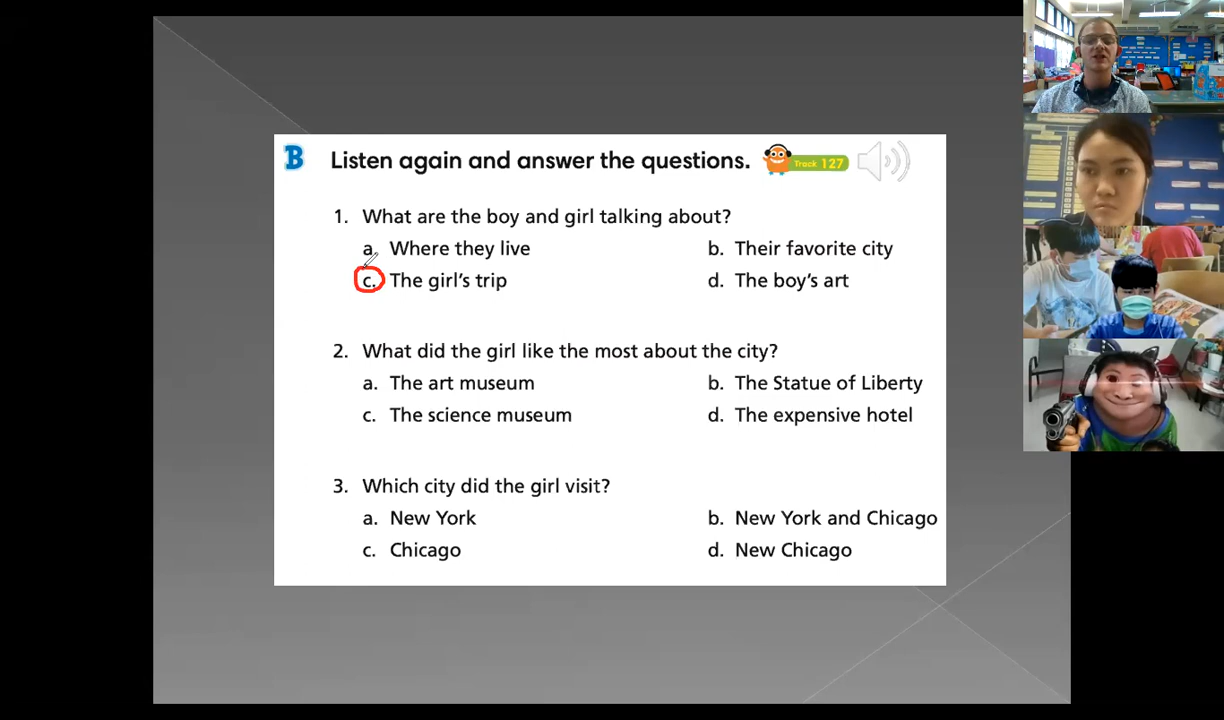 B Listen again and answer the questions. Track 127
1. What are the boy and girl talking about?
a. Where they live b. Their favorite city
c. The girl's trip d. The boy's art
2. What did the girl like the most about the city?
a. The art museum b. The Statue of Liberty
c. The science museum d. The expensive hotel
3. Which city did the girl visit?
a. New York b. New York and Chicago
c. Chicago d. New Chicago